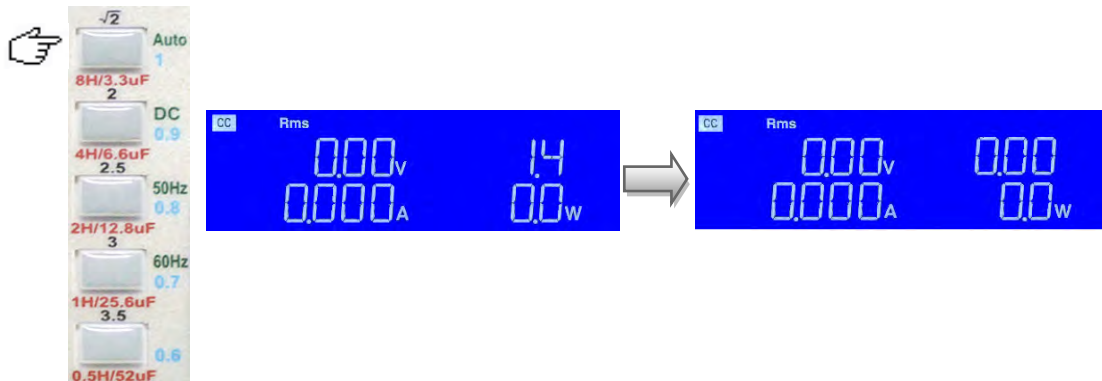 √2
Auto
1
8H/3.3uF
2
DC
0.9
4H/6.6uF
2.5
50Hz
0.8
2H/12.8uF
3
60Hz
0.7
1H/25.6uF
3.5
0.6
0.5H/52uF
CC Rms
0.00V 1.4
0.000A 0.0W
CC Rms
0.00V 0.00
0.000A 0.0W